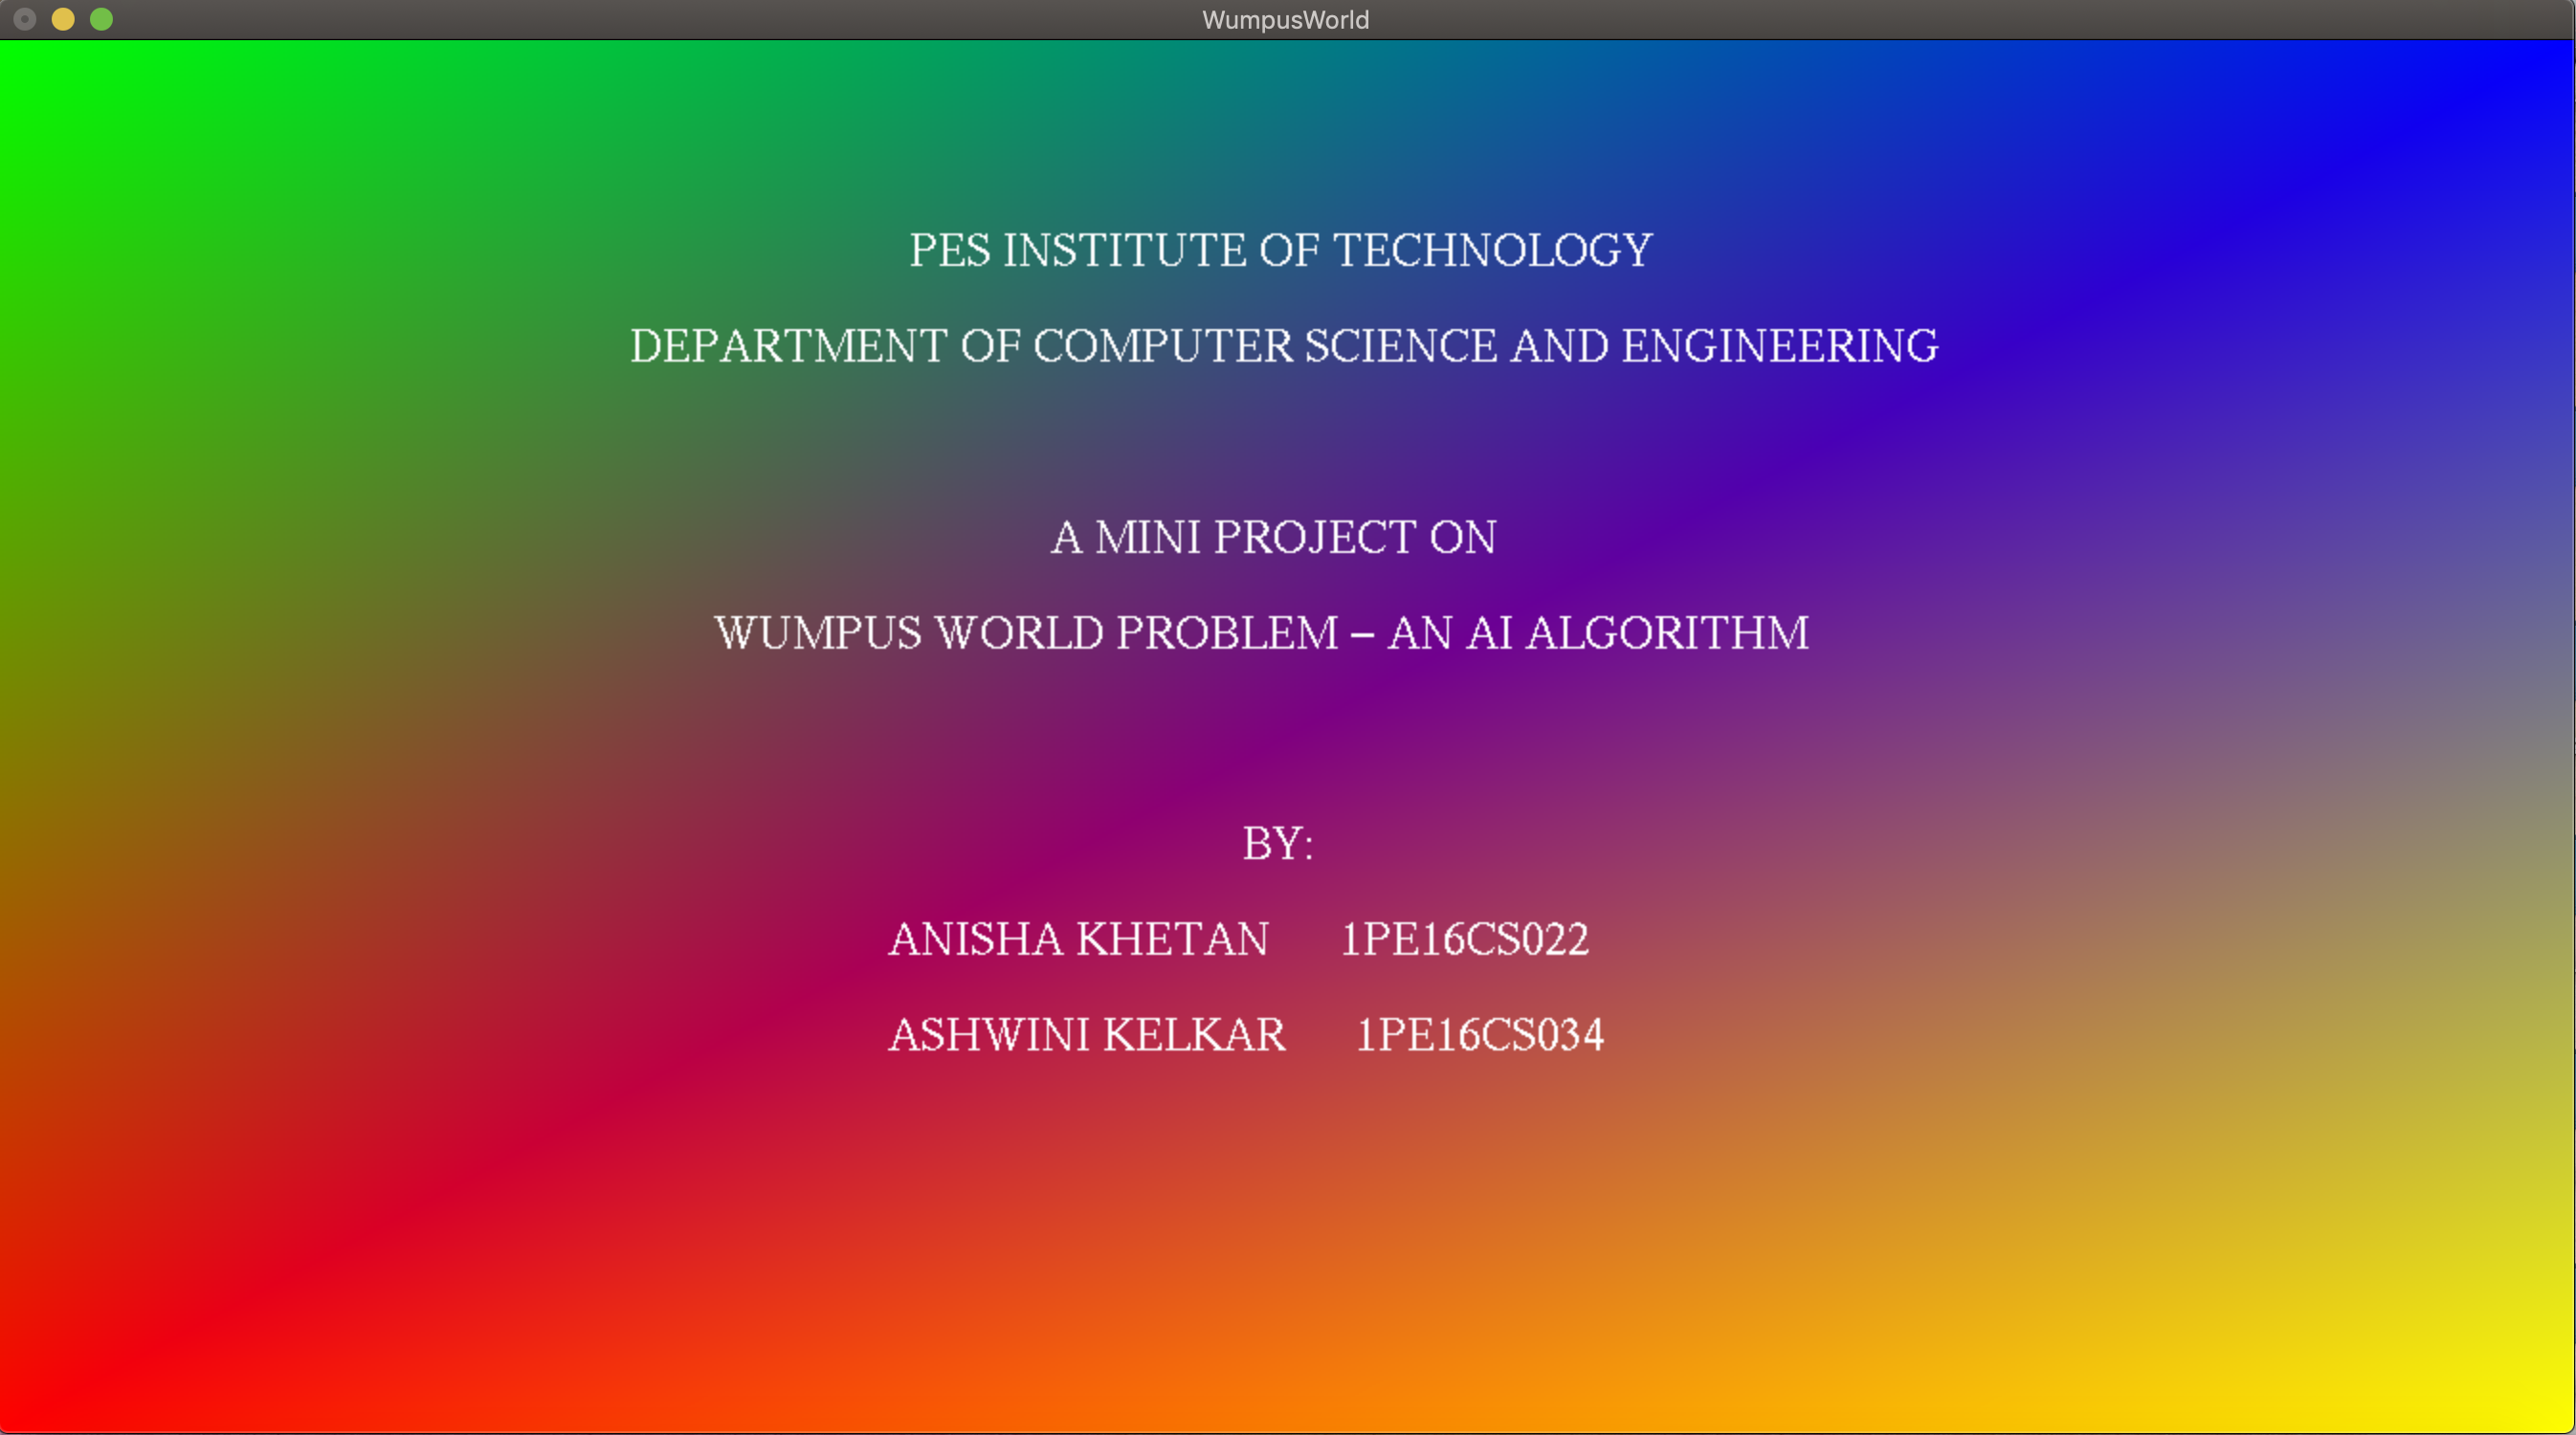 WumpusWorld
PES INSTITUTE OF TECHNOLOGY
DEPARTMENT OF COMPUTER SCIENCE AND ENGINEERING
A MINI PROJECT ON
WUMPUS WORLD PROBLEM – AN AI ALGORITHM
BY:
ANISHA KHETAN 1PE16CS022
ASHWINI KELKAR 1PE16CS034